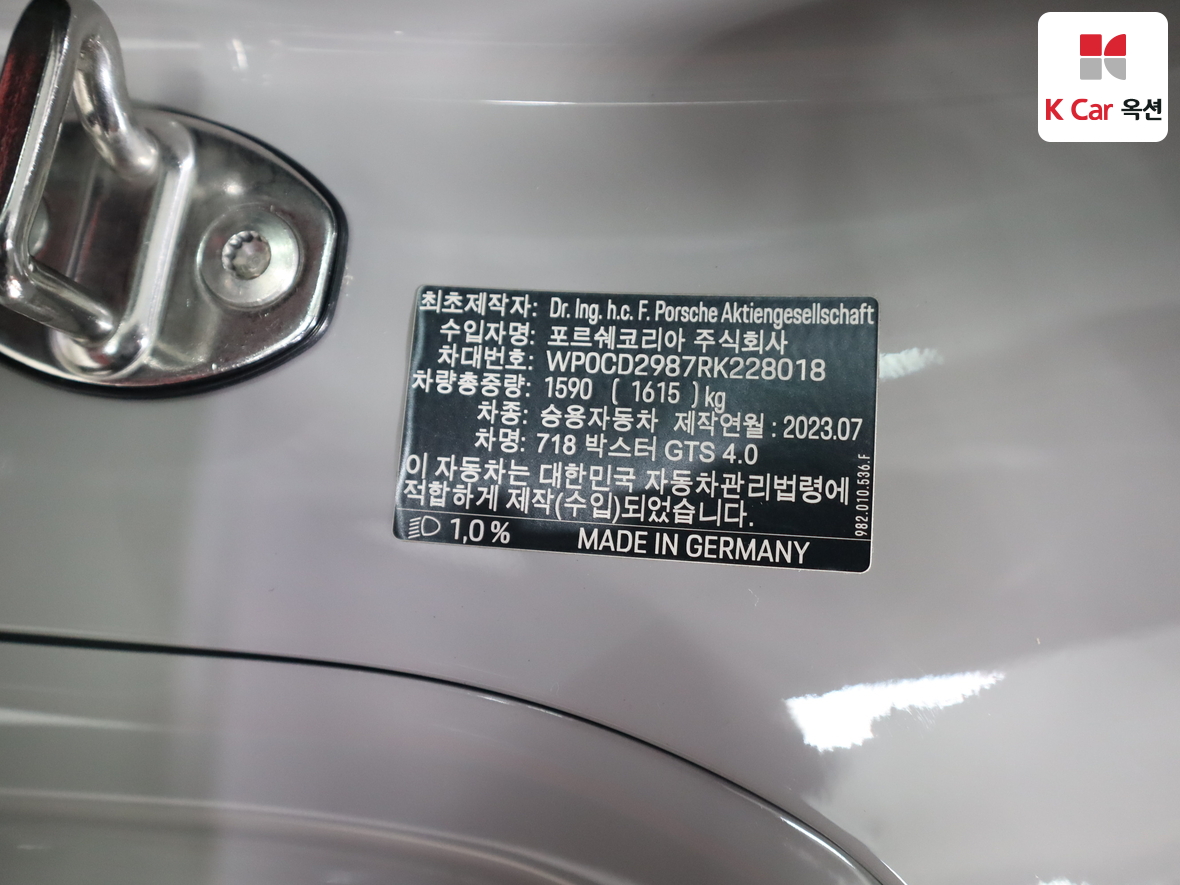 K Car 옥션
최초제작자: Dr. Ing. h.c. F. Porsche Aktiengesellschaft
수입자명: 포르쉐코리아 주식회사
차대번호: WP0CD2987RK228018
차량총중량: 1590 ( 1615 ) kg
차종: 승용자동차 제작연월 : 2023.07
차명: 718 박스터 GTS 4.0
이 자동차는 대한민국 자동차관리법령에
적합하게 제작(수입)되었습니다.
982.010.536.F
1,0 % MADE IN GERMANY